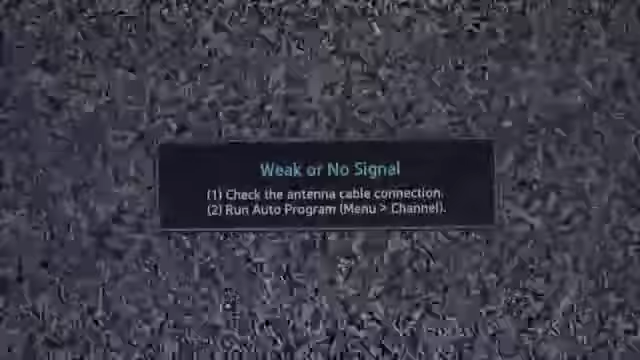 Weak or No Signal
(1) Check the antenna cable connection.
(2) Run Auto Program (Menu > Channel).